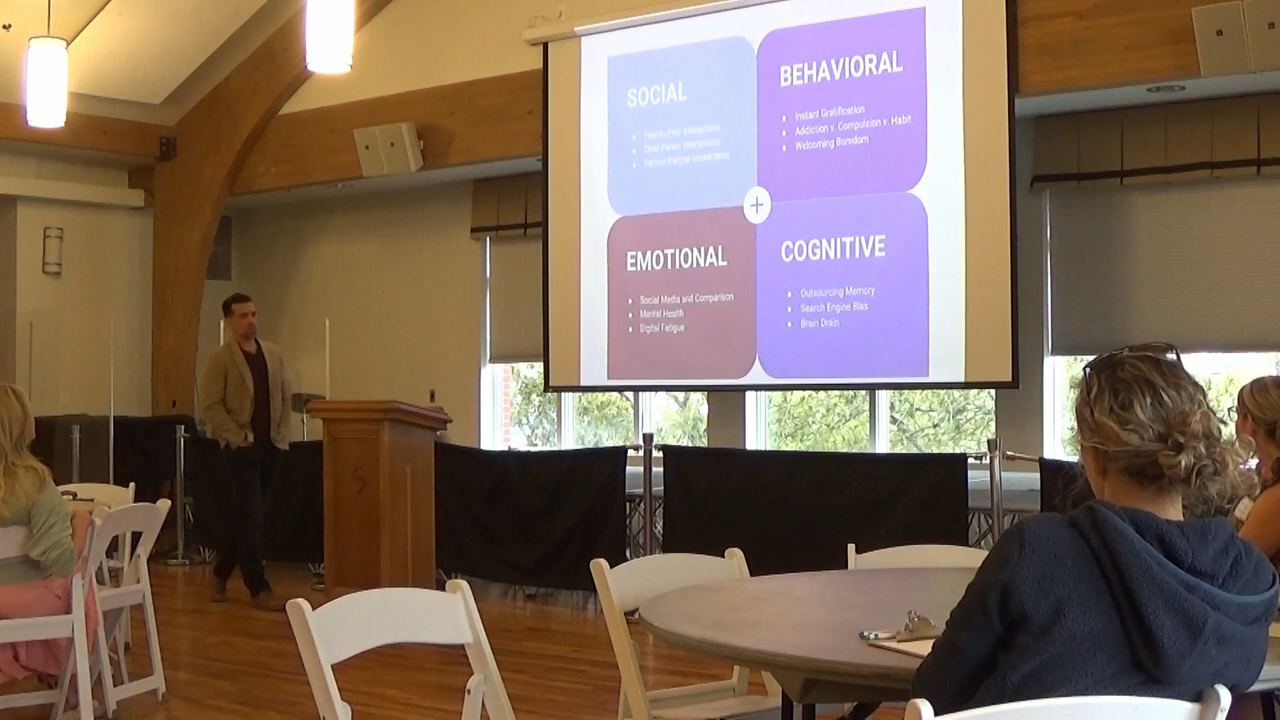 SOCIAL
Peer-to-Peer Interactions
Child-Parent Interactions
Partner-Partner Interactions
BEHAVIORAL
Instant Gratification
Addiction v. Compulsion v. Habit
Welcoming Boredom
EMOTIONAL
Social Media and Comparison
Mental Health
Digital Fatigue
COGNITIVE
Outsourcing Memory
Search Engine Bias
Brain Drain